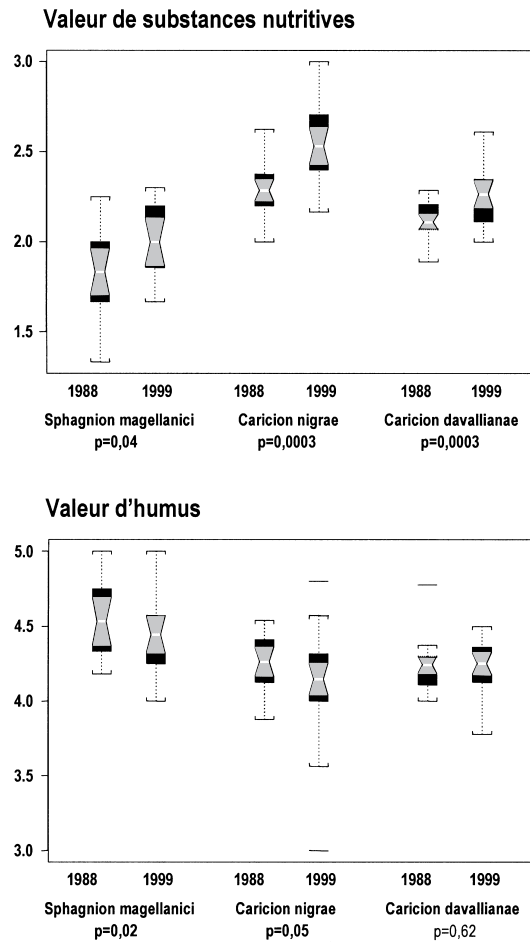 Valeur de substances nutritives
3.0
2.5
2.0
1.5
1988 1999 1988 1999 1988 1999
Sphagnion magellanici Caricion nigrae Caricion davallianae
p=0,04 p=0,0003 p=0,0003
Valeur d'humus
5.0
4.5
4.0
3.5
3.0
1988 1999 1988 1999 1988 1999
Sphagnion magellanici Caricion nigrae Caricion davallianae
p=0,02 p=0,05 p=0,62